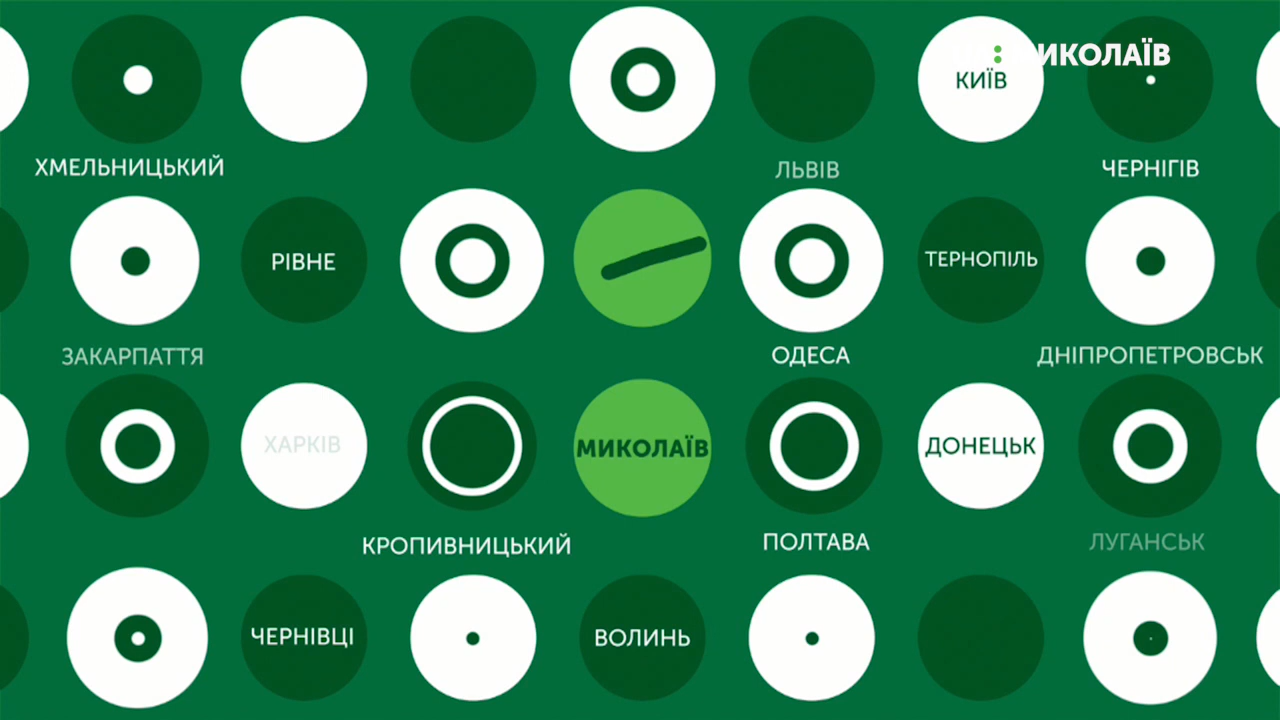 :МИКОЛАЇВ
КИЇВ
ХМЕЛЬНИЦЬКИЙ
ЛЬВІВ
ЧЕРНІГІВ
РІВНЕ
ТЕРНОПІЛЬ
ЗАКАРПАТТЯ
ОДЕСА
ДНІПРОПЕТРОВСЬК
ХАРКІВ
МИКОЛАЇВ
ДОНЕЦЬК
КРОПИВНИЦЬКИЙ
ПОЛТАВА
ЛУГАНСЬК
ЧЕРНІВЦІ
ВОЛИНЬ